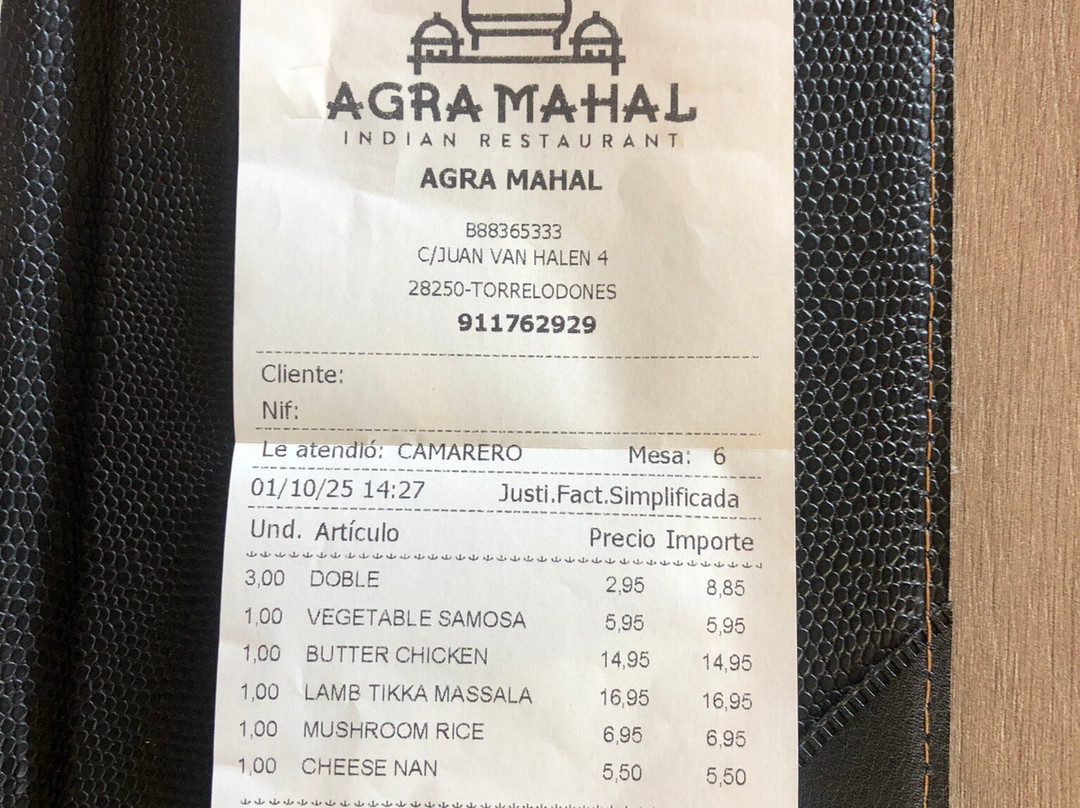 AGRA MAHAL
INDIAN RESTAURANT
AGRA MAHAL
B88365333
C/JUAN VAN HALEN 4
28250-TORRELODONES
911762929
Cliente:
Nif:
Le atendió: CAMARERO Mesa: 6
01/10/25 14:27 Justi.Fact.Simplificada
Und. Artículo Precio Importe
3,00 DOBLE 2,95 8,85
1,00 VEGETABLE SAMOSA 5,95 5,95
1,00 BUTTER CHICKEN 14,95 14,95
1,00 LAMB TIKKA MASSALA 16,95 16,95
1,00 MUSHROOM RICE 6,95 6,95
1,00 CHEESE NAN 5,50 5,50